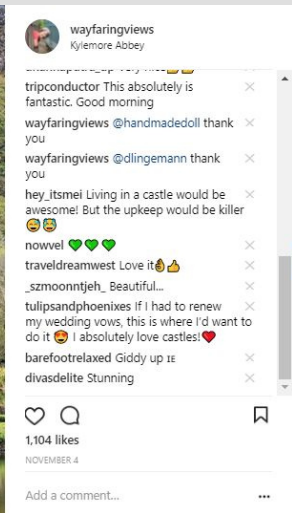 wayfaringviews
Kylemore Abbey
tripconductor This absolutely is
fantastic. Good morning
wayfaringviews @handmadedoll thank
you
wayfaringviews @dlingemann thank
you
hey_itsmei Living in a castle would be
awesome! But the upkeep would be killer
😅😰
nowvel 💚💚💚
traveldreamwest Love it👌👍
_szmoonntjeh_ Beautiful...
tulipsandphoenixes If I had to renew
my wedding vows, this is where I'd want to
do it 😍 I absolutely love castles!❤️
barefootrelaxed Giddy up ɪᴇ
divasdelite Stunning
1,104 likes
NOVEMBER 4
Add a comment...